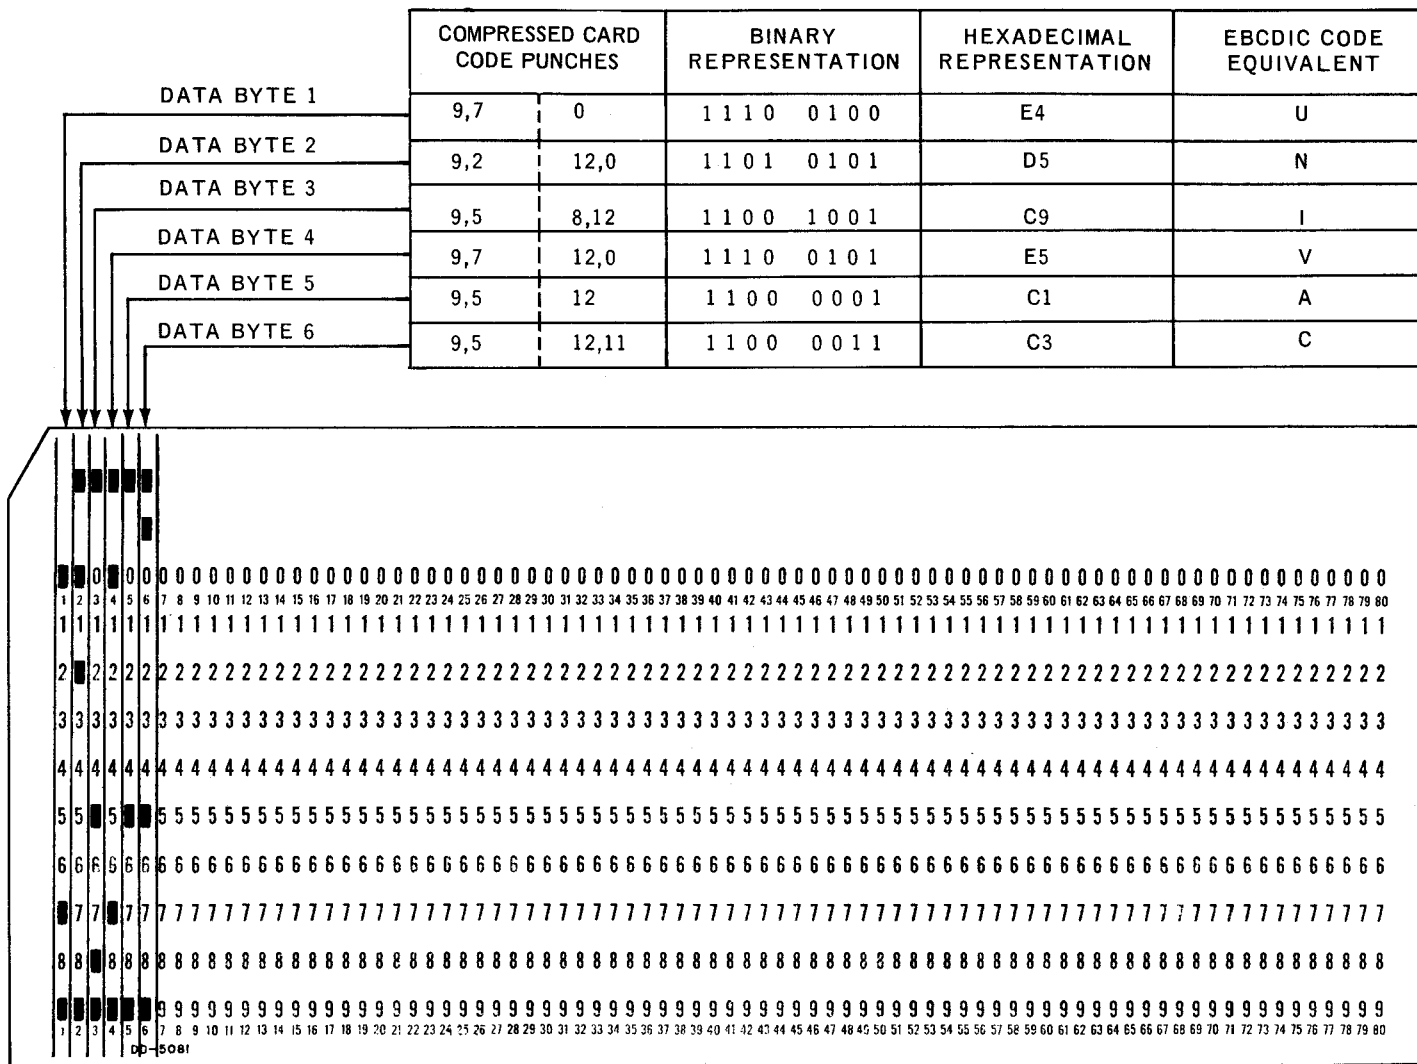 COMPRESSED CARD CODE PUNCHES | BINARY REPRESENTATION | HEXADECIMAL REPRESENTATION | EBCDIC CODE EQUIVALENT
DATA BYTE 1 | 9,7 | 0 | 1 1 1 0 0 1 0 0 | E4 | U
DATA BYTE 2 | 9,2 | 12,0 | 1 1 0 1 0 1 0 1 | D5 | N
DATA BYTE 3 | 9,5 | 8,12 | 1 1 0 0 1 0 0 1 | C9 | I
DATA BYTE 4 | 9,7 | 12,0 | 1 1 1 0 0 1 0 1 | E5 | V
DATA BYTE 5 | 9,5 | 12 | 1 1 0 0 0 0 0 1 | C1 | A
DATA BYTE 6 | 9,5 | 12,11 | 1 1 0 0 0 0 1 1 | C3 | C
0 0 0 0 0 0 0 0 0 0 0 0 0 0 0 0 0 0 0 0 0 0 0 0 0 0 0 0 0 0 0 0 0 0 0 0 0 0 0 0 0 0 0 0 0 0 0 0 0 0 0 0 0 0 0 0 0 0 0 0 0 0 0 0 0 0 0 0 0 0 0 0 0 0 0 0 0
1 2 3 4 5 6 7 8 9 10 11 12 13 14 15 16 17 18 19 20 21 22 23 24 25 26 27 28 29 30 31 32 33 34 35 36 37 38 39 40 41 42 43 44 45 46 47 48 49 50 51 52 53 54 55 56 57 58 59 60 61 62 63 64 65 66 67 68 69 70 71 72 73 74 75 76 77 78 79 80
1 1 1 1 1 1 1 1 1 1 1 1 1 1 1 1 1 1 1 1 1 1 1 1 1 1 1 1 1 1 1 1 1 1 1 1 1 1 1 1 1 1 1 1 1 1 1 1 1 1 1 1 1 1 1 1 1 1 1 1 1 1 1 1 1 1 1 1 1 1 1 1 1 1 1 1 1 1 1 1
2 2 2 2 2 2 2 2 2 2 2 2 2 2 2 2 2 2 2 2 2 2 2 2 2 2 2 2 2 2 2 2 2 2 2 2 2 2 2 2 2 2 2 2 2 2 2 2 2 2 2 2 2 2 2 2 2 2 2 2 2 2 2 2 2 2 2 2 2 2 2 2 2 2 2 2 2 2 2
3 3 3 3 3 3 3 3 3 3 3 3 3 3 3 3 3 3 3 3 3 3 3 3 3 3 3 3 3 3 3 3 3 3 3 3 3 3 3 3 3 3 3 3 3 3 3 3 3 3 3 3 3 3 3 3 3 3 3 3 3 3 3 3 3 3 3 3 3 3 3 3 3 3 3 3 3 3 3 3
4 4 4 4 4 4 4 4 4 4 4 4 4 4 4 4 4 4 4 4 4 4 4 4 4 4 4 4 4 4 4 4 4 4 4 4 4 4 4 4 4 4 4 4 4 4 4 4 4 4 4 4 4 4 4 4 4 4 4 4 4 4 4 4 4 4 4 4 4 4 4 4 4 4 4 4 4 4 4 4
5 5 5 5 5 5 5 5 5 5 5 5 5 5 5 5 5 5 5 5 5 5 5 5 5 5 5 5 5 5 5 5 5 5 5 5 5 5 5 5 5 5 5 5 5 5 5 5 5 5 5 5 5 5 5 5 5 5 5 5 5 5 5 5 5 5 5 5 5 5 5 5 5 5 5 5 5
6 6 6 6 6 6 6 6 6 6 6 6 6 6 6 6 6 6 6 6 6 6 6 6 6 6 6 6 6 6 6 6 6 6 6 6 6 6 6 6 6 6 6 6 6 6 6 6 6 6 6 6 6 6 6 6 6 6 6 6 6 6 6 6 6 6 6 6 6 6 6 6 6 6 6 6 6 6 6 6
7 7 7 7 7 7 7 7 7 7 7 7 7 7 7 7 7 7 7 7 7 7 7 7 7 7 7 7 7 7 7 7 7 7 7 7 7 7 7 7 7 7 7 7 7 7 7 7 7 7 7 7 7 7 7 7 7 7 7 7 7 7 7 7 7 7 7 7 7 7 7 7 7 7 7 7 7 7
8 8 8 8 8 8 8 8 8 8 8 8 8 8 8 8 8 8 8 8 8 8 8 8 8 8 8 8 8 8 8 8 8 8 8 8 8 8 8 8 8 8 8 8 8 8 8 8 8 8 8 8 8 8 8 8 8 8 8 8 8 8 8 8 8 8 8 8 8 8 8 8 8 8 8 8 8 8 8
9 9 9 9 9 9 9 9 9 9 9 9 9 9 9 9 9 9 9 9 9 9 9 9 9 9 9 9 9 9 9 9 9 9 9 9 9 9 9 9 9 9 9 9 9 9 9 9 9 9 9 9 9 9 9 9 9 9 9 9 9 9 9 9 9 9 9 9 9 9 9 9 9 9
1 2 3 4 5 6 7 8 9 10 11 12 13 14 15 16 17 18 19 20 21 22 23 24 25 26 27 28 29 30 31 32 33 34 35 36 37 38 39 40 41 42 43 44 45 46 47 48 49 50 51 52 53 54 55 56 57 58 59 60 61 62 63 64 65 66 67 68 69 70 71 72 73 74 75 76 77 78 79 80
DD-5081